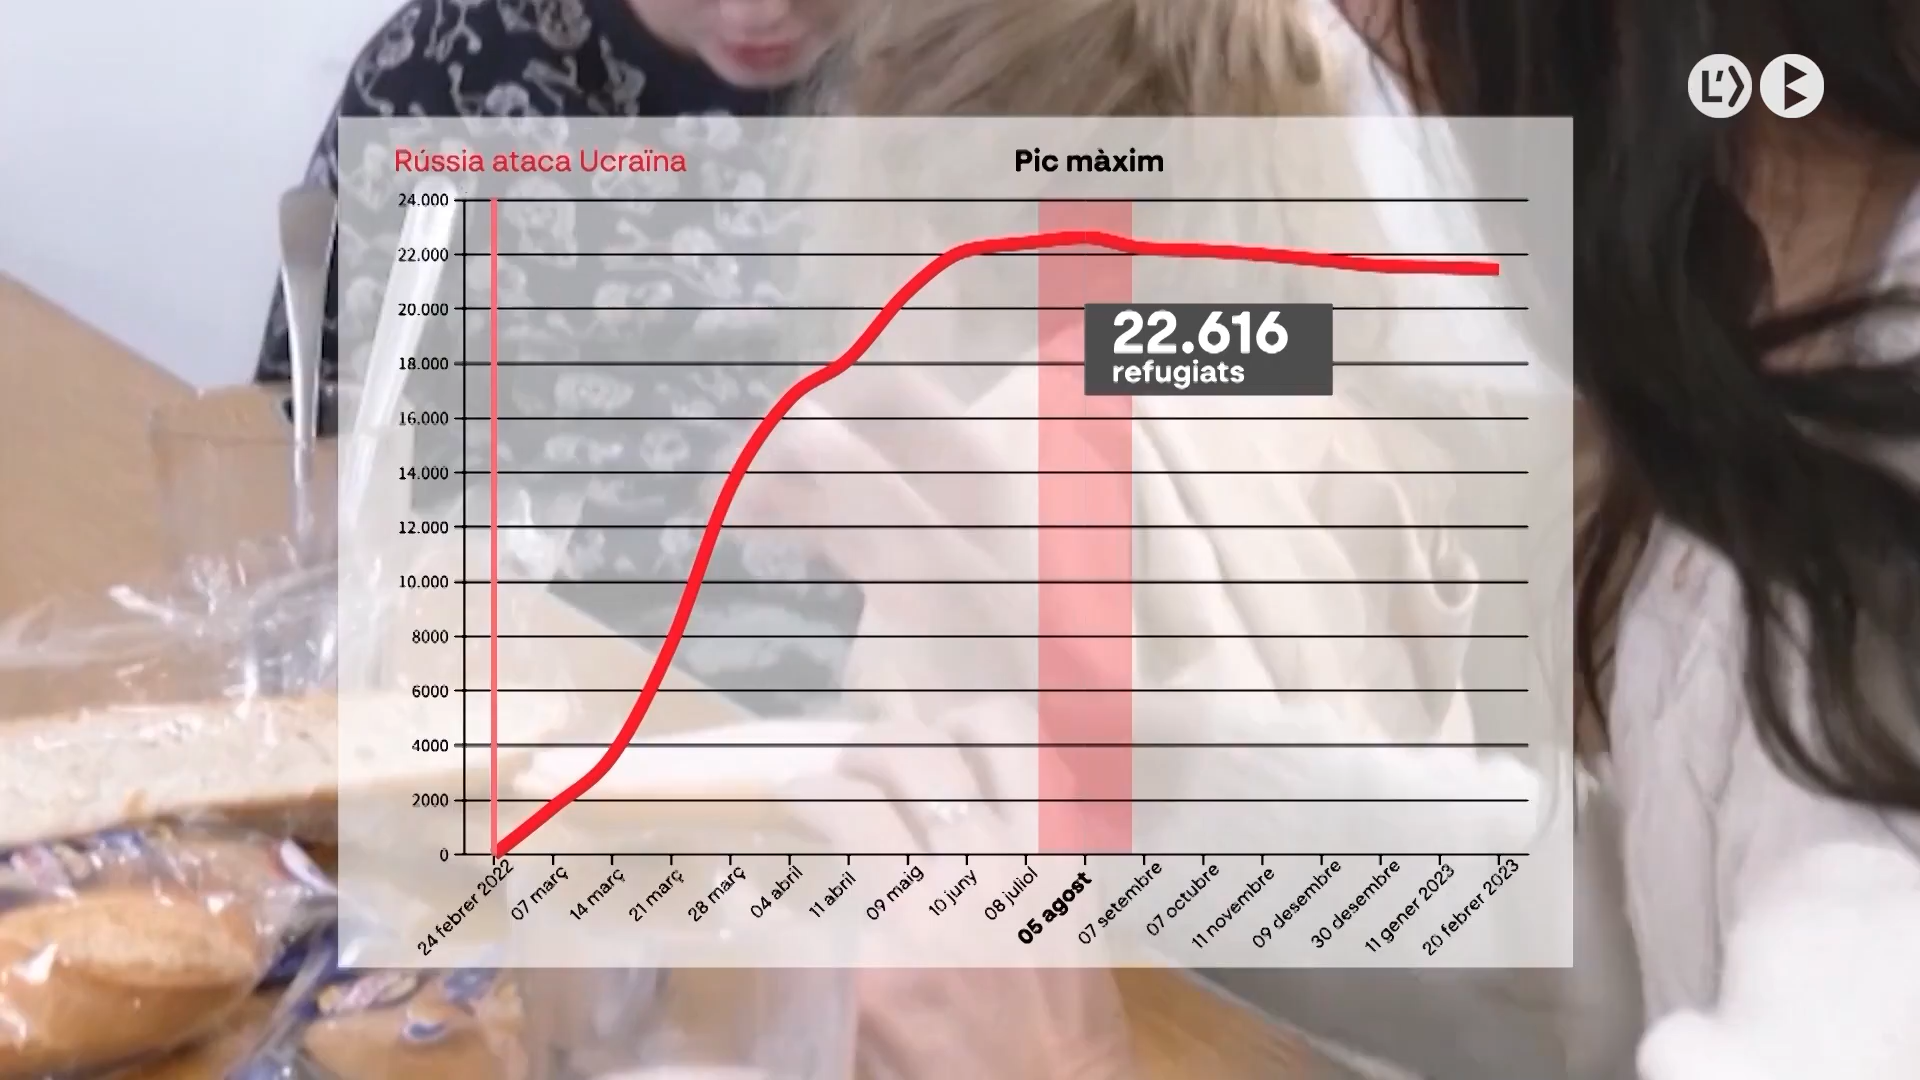 L'
Rússia ataca Ucraïna
Pic màxim
24.000
22.000
20.000
18.000
16.000
14.000
12.000
10.000
8000
6000
4000
2000
0
22.616
refugiats
24 febrer 2022
07 març
14 març
21 març
28 març
04 abril
11 abril
09 maig
10 juny
08 juliol
05 agost
07 setembre
07 octubre
11 novembre
09 desembre
30 desembre
11 gener 2023
20 febrer 2023